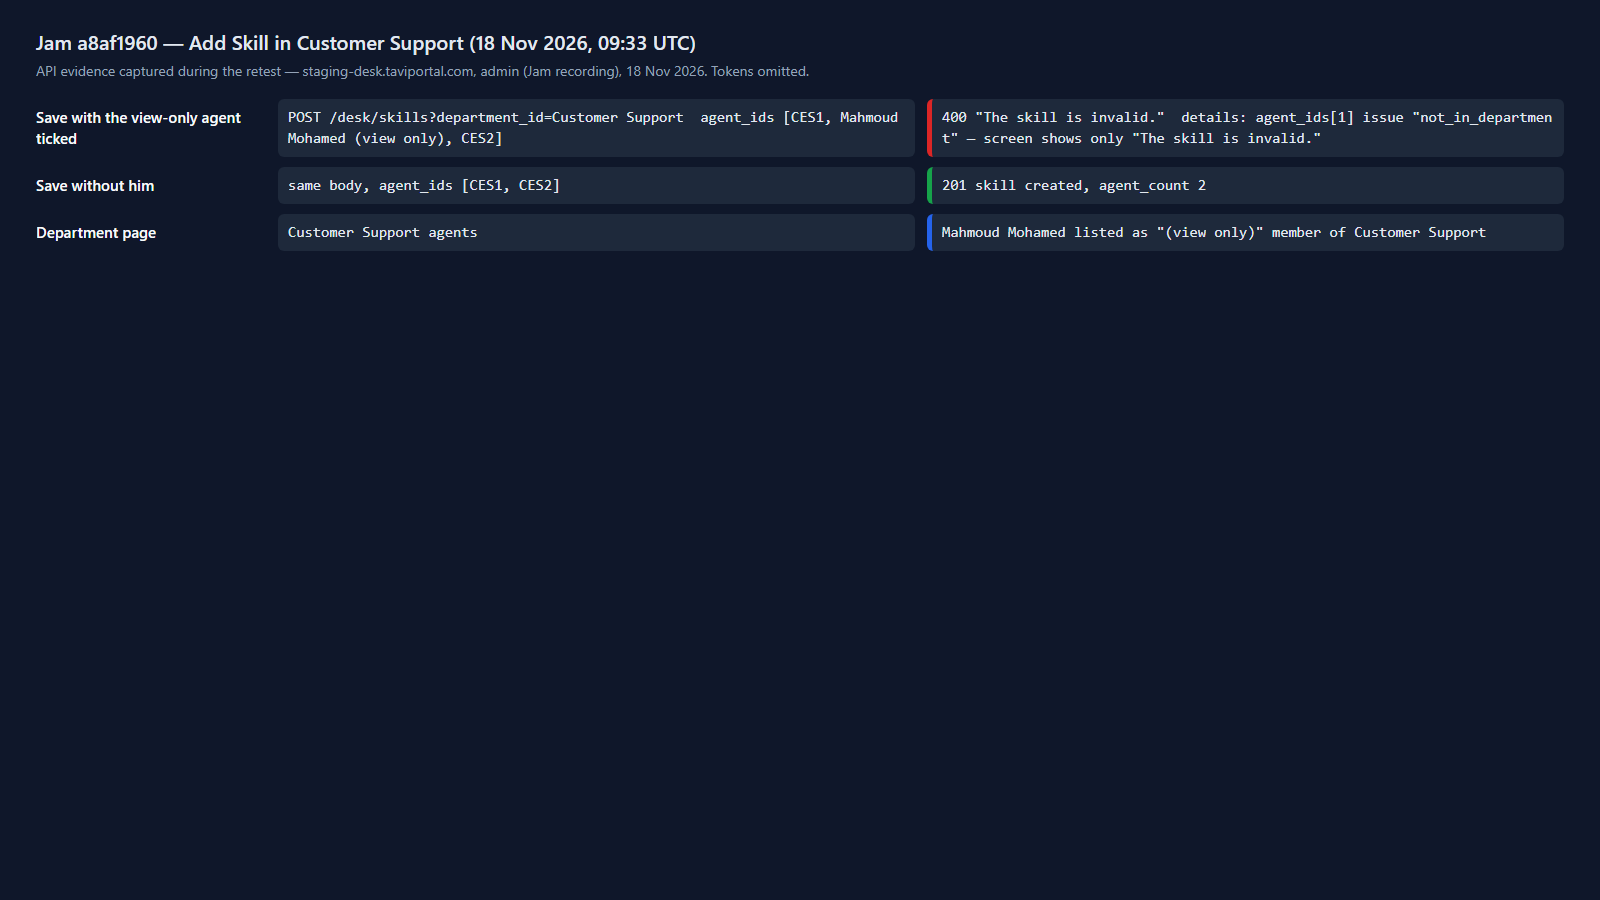 Jam a8af1960 — Add Skill in Customer Support (18 Nov 2026, 09:33 UTC)
API evidence captured during the retest — staging-desk.taviportal.com, admin (Jam recording), 18 Nov 2026. Tokens omitted.
Save with the view-only agent
ticked
POST /desk/skills?department_id=Customer Support  agent_ids [CES1, Mahmoud
Mohamed (view only), CES2]
400 "The skill is invalid."  details: agent_ids[1] issue "not_in_departmen
t" — screen shows only "The skill is invalid."
Save without him
same body, agent_ids [CES1, CES2]
201 skill created, agent_count 2
Department page
Customer Support agents
Mahmoud Mohamed listed as "(view only)" member of Customer Support